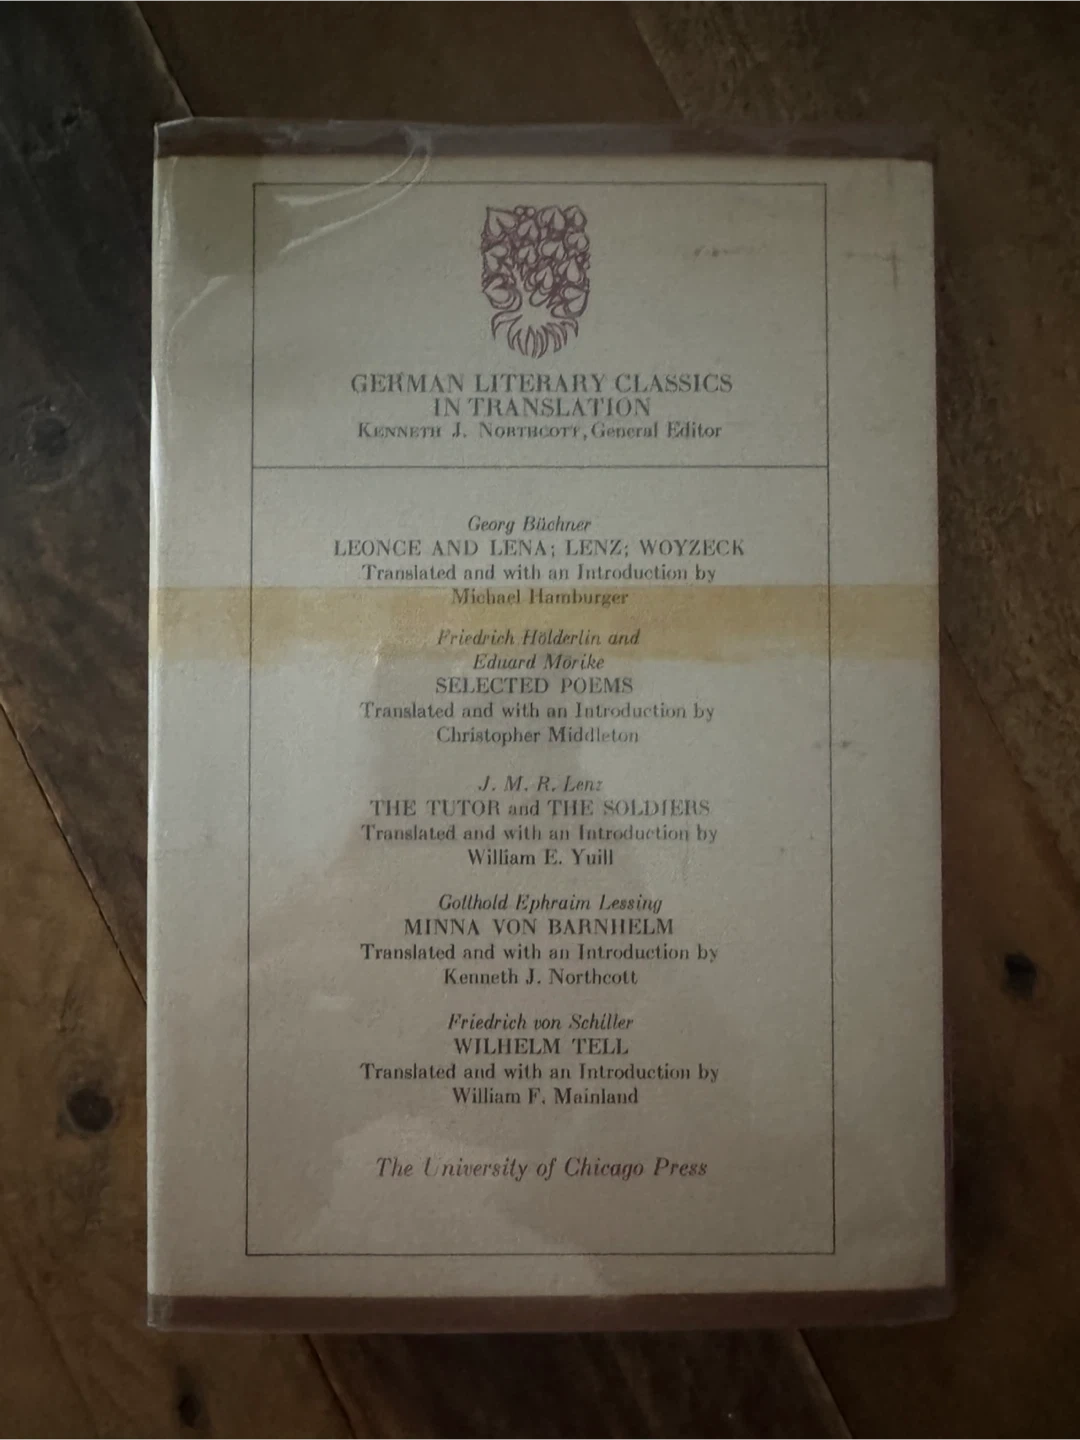 GERMAN LITERARY CLASSICS
IN TRANSLATION
KENNETH J. NORTHCOTT, General Editor
Georg Büchner
LEONCE AND LENA; LENZ; WOYZECK
Translated and with an Introduction by
Michael Hamburger
Friedrich Hölderlin and
Eduard Mörike
SELECTED POEMS
Translated and with an Introduction by
Christopher Middleton
J. M. R. Lenz
THE TUTOR and THE SOLDIERS
Translated and with an Introduction by
William E. Yuill
Gotthold Ephraim Lessing
MINNA VON BARNHELM
Translated and with an Introduction by
Kenneth J. Northcott
Friedrich von Schiller
WILHELM TELL
Translated and with an Introduction by
William F. Mainland
The University of Chicago Press